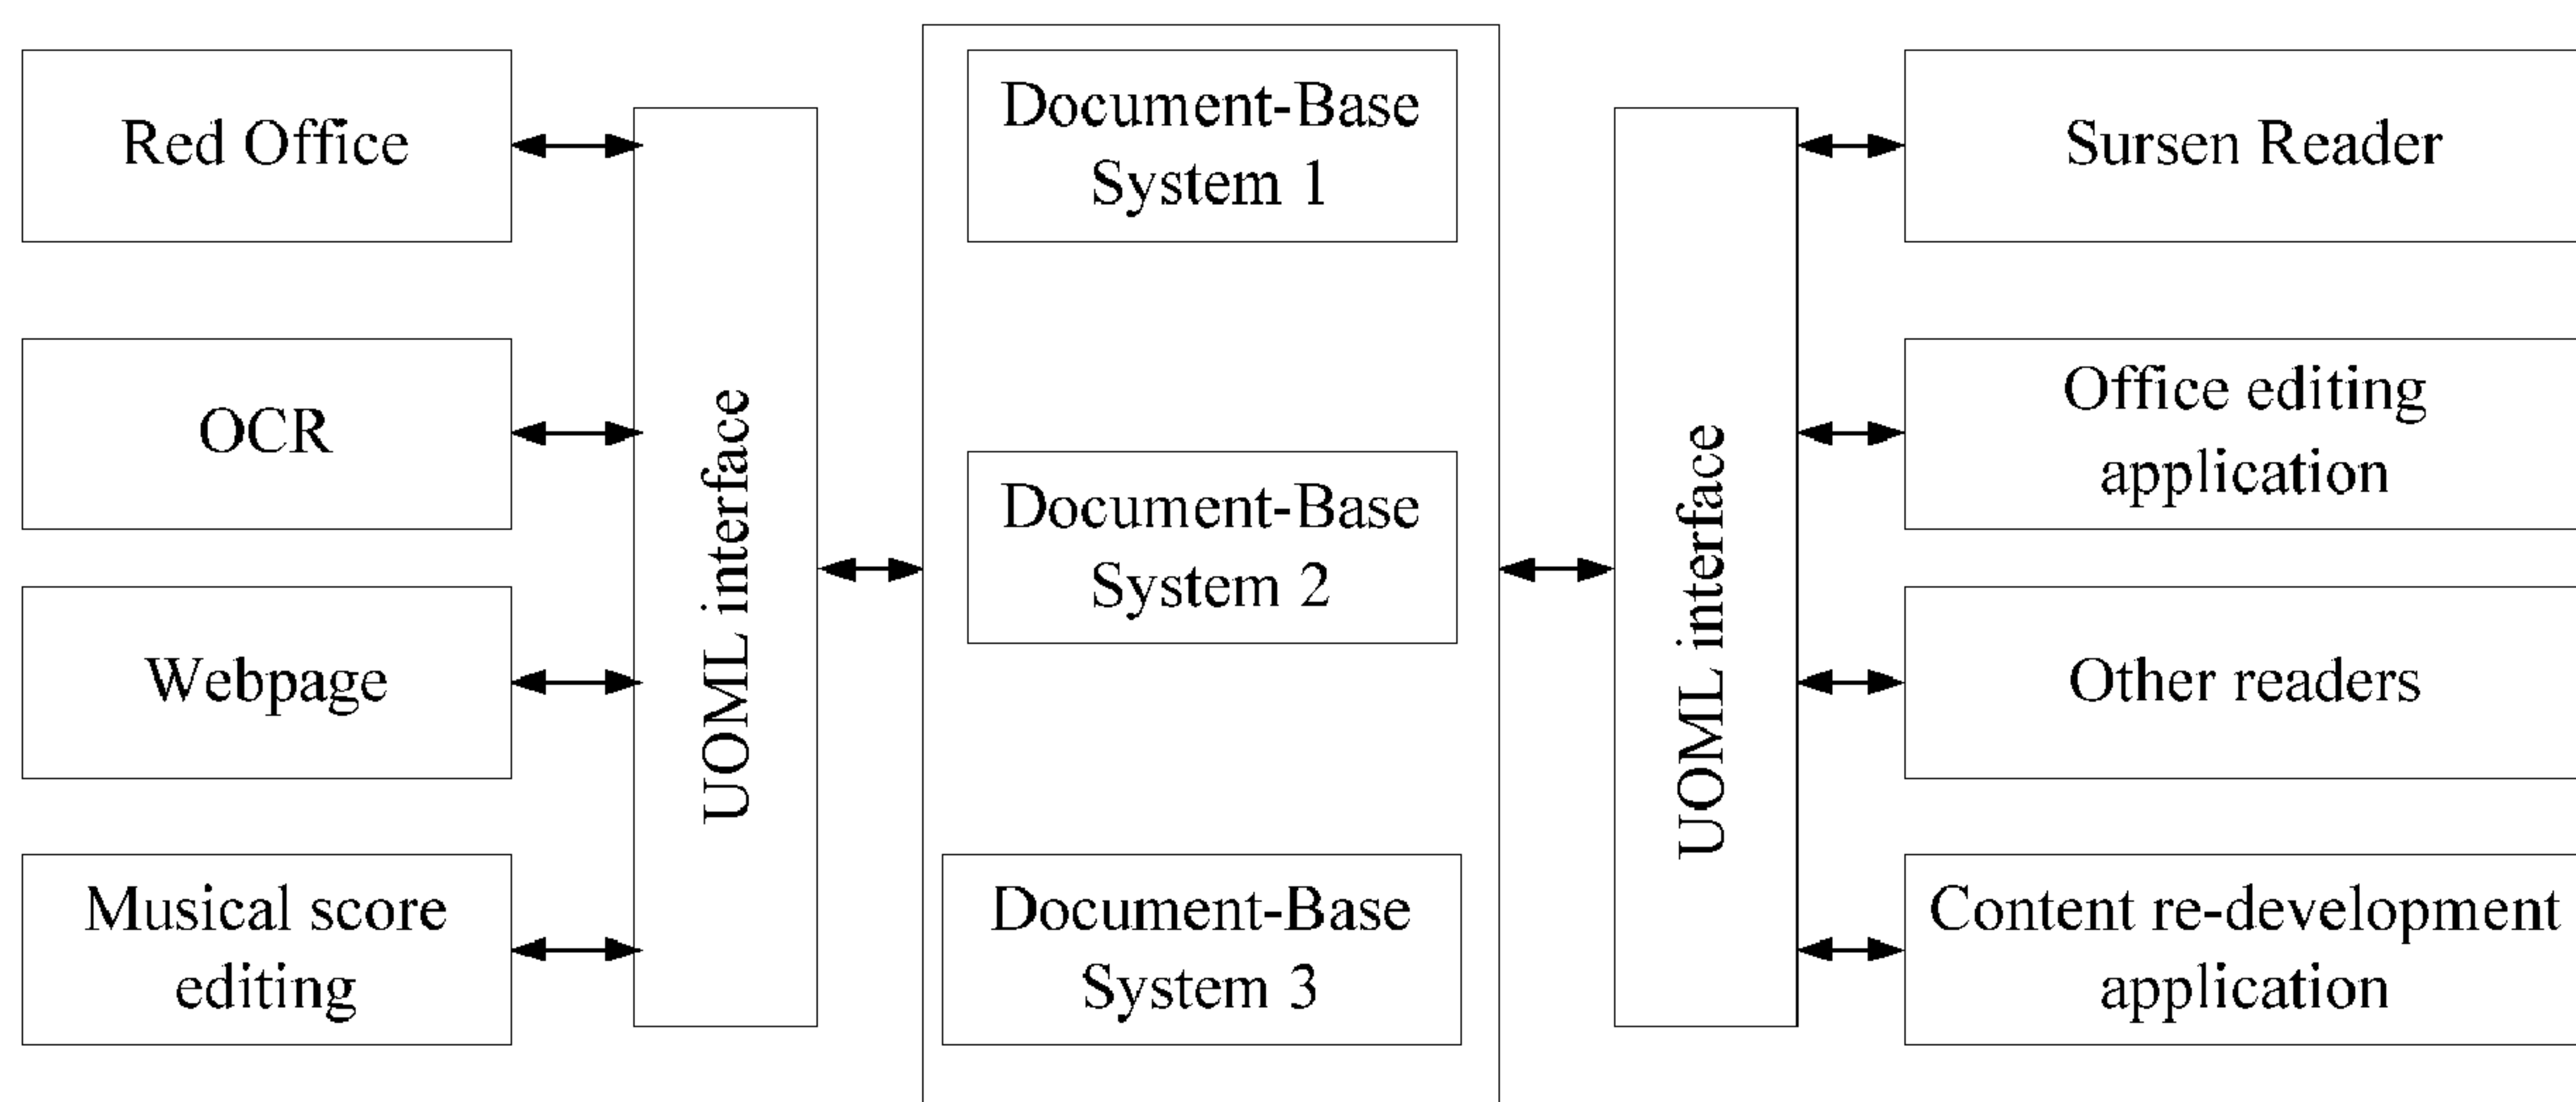 Red Office
OCR
Webpage
Musical score
editing
UOML interface
Document-Base
System 1
Document-Base
System 2
Document-Base
System 3
UOML interface
Sursen Reader
Office editing
application
Other readers
Content re-development
application